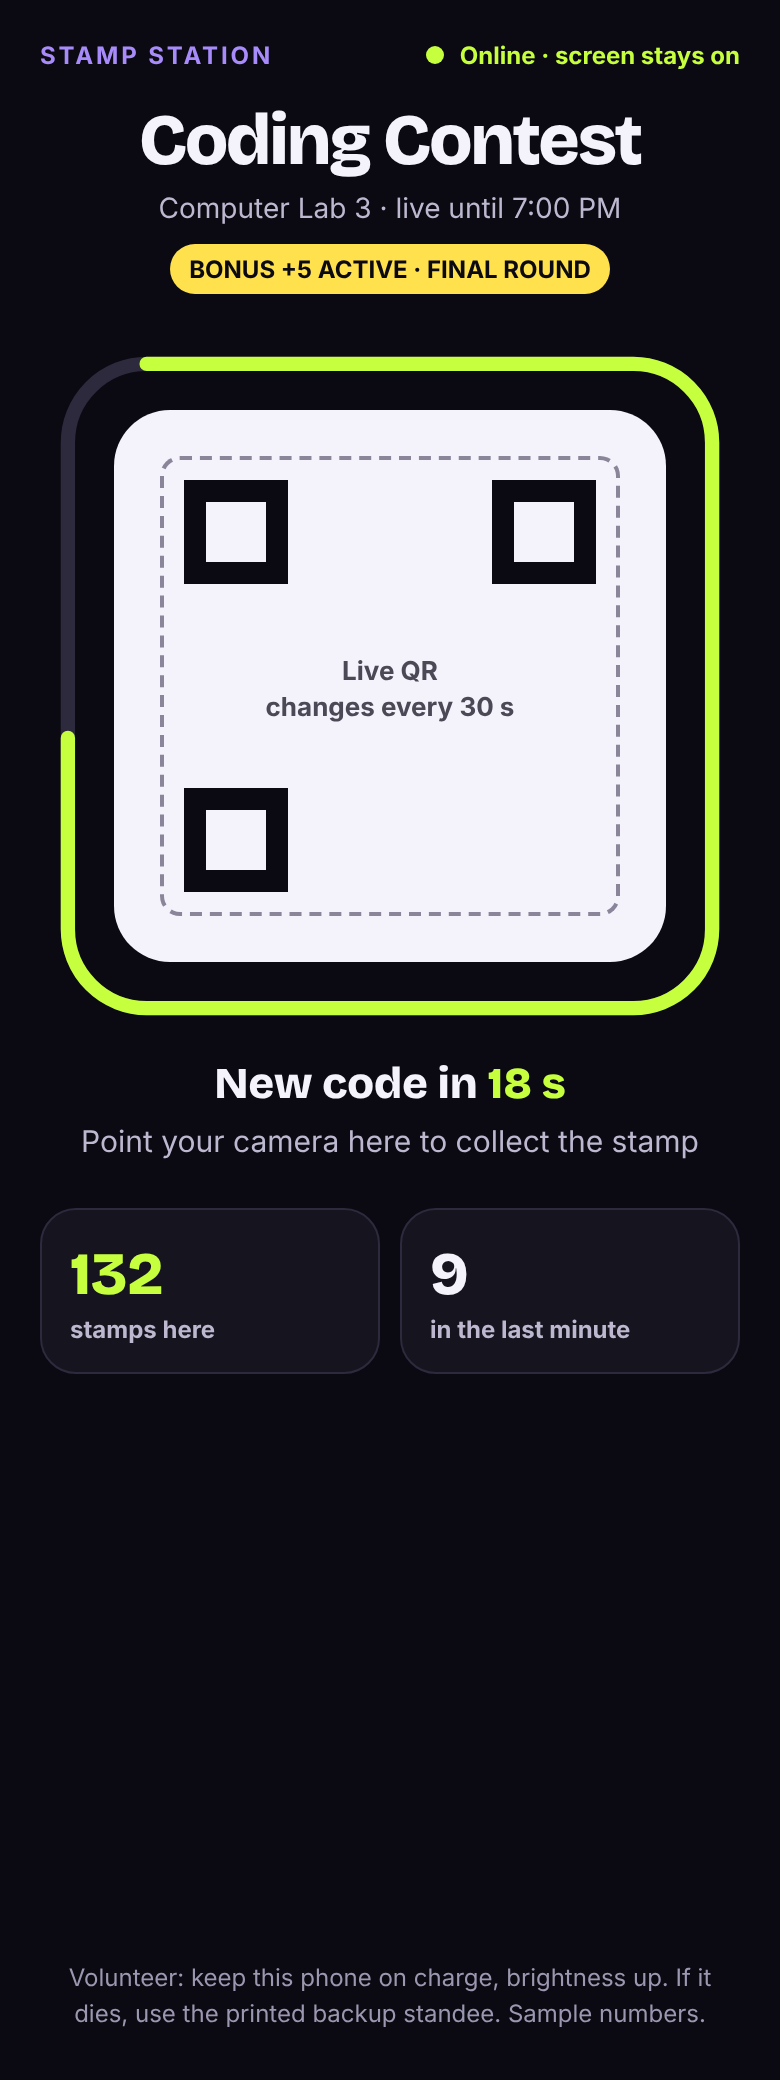 STAMP STATION
Online · screen stays on
Coding Contest
Computer Lab 3 · live until 7:00 PM
BONUS +5 ACTIVE · FINAL ROUND
Live QR
changes every 30 s
New code in 18 s
Point your camera here to collect the stamp
132
stamps here
9
in the last minute
Volunteer: keep this phone on charge, brightness up. If it
dies, use the printed backup standee. Sample numbers.